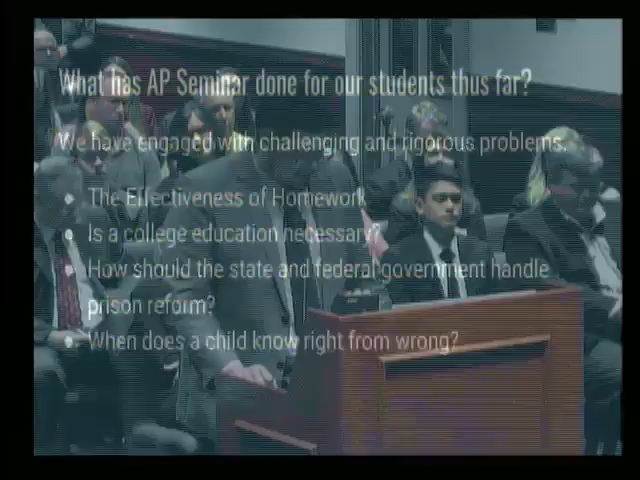 What has AP Seminar done for our students thus far?
We have engaged with challenging and rigorous problems.
● The Effectiveness of Homework
● Is a college education necessary?
● How should the state and federal government handle
prison reform?
● When does a child know right from wrong?